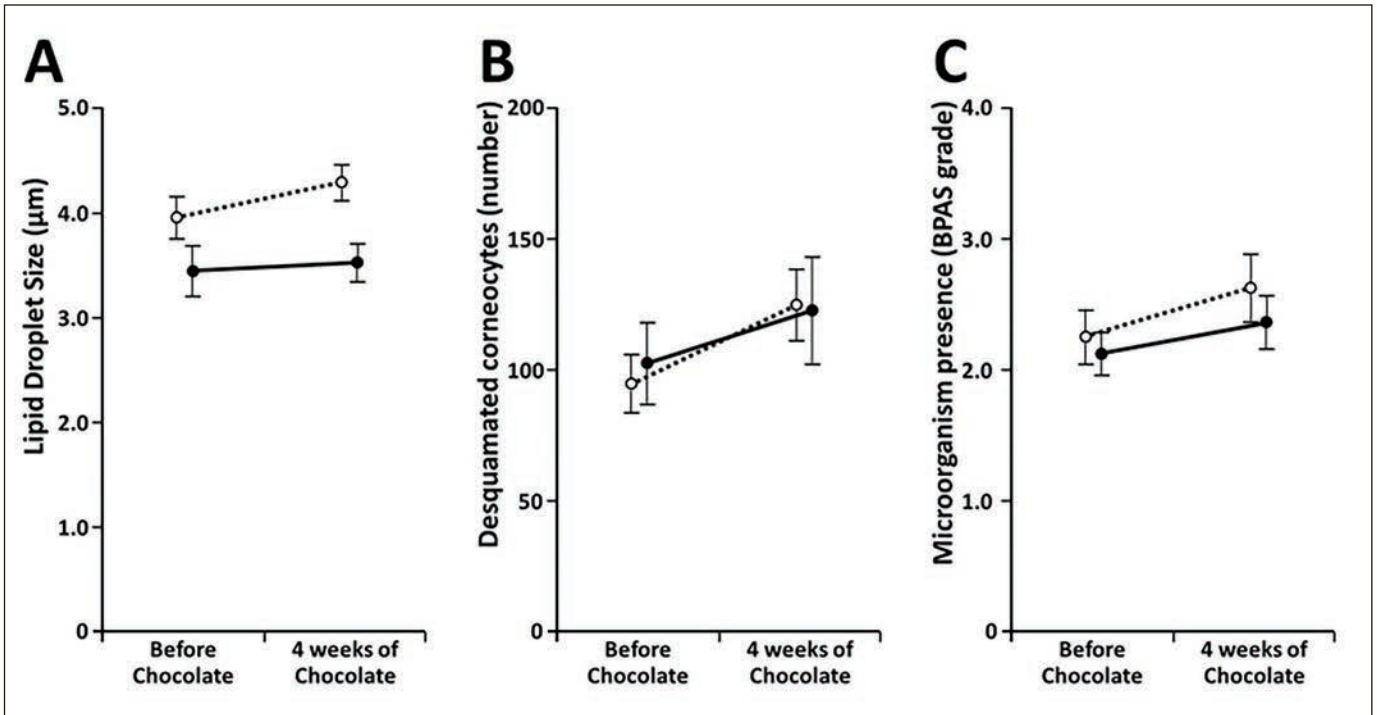 A
Lipid Droplet Size (µm)
5.0
4.0
3.0
2.0
1.0
0
Before
Chocolate
4 weeks of
Chocolate
B
Desquamated corneocytes (number)
200
150
100
50
0
Before
Chocolate
4 weeks of
Chocolate
C
Microorganism presence (BPAS grade)
4.0
3.0
2.0
1.0
0
Before
Chocolate
4 weeks of
Chocolate